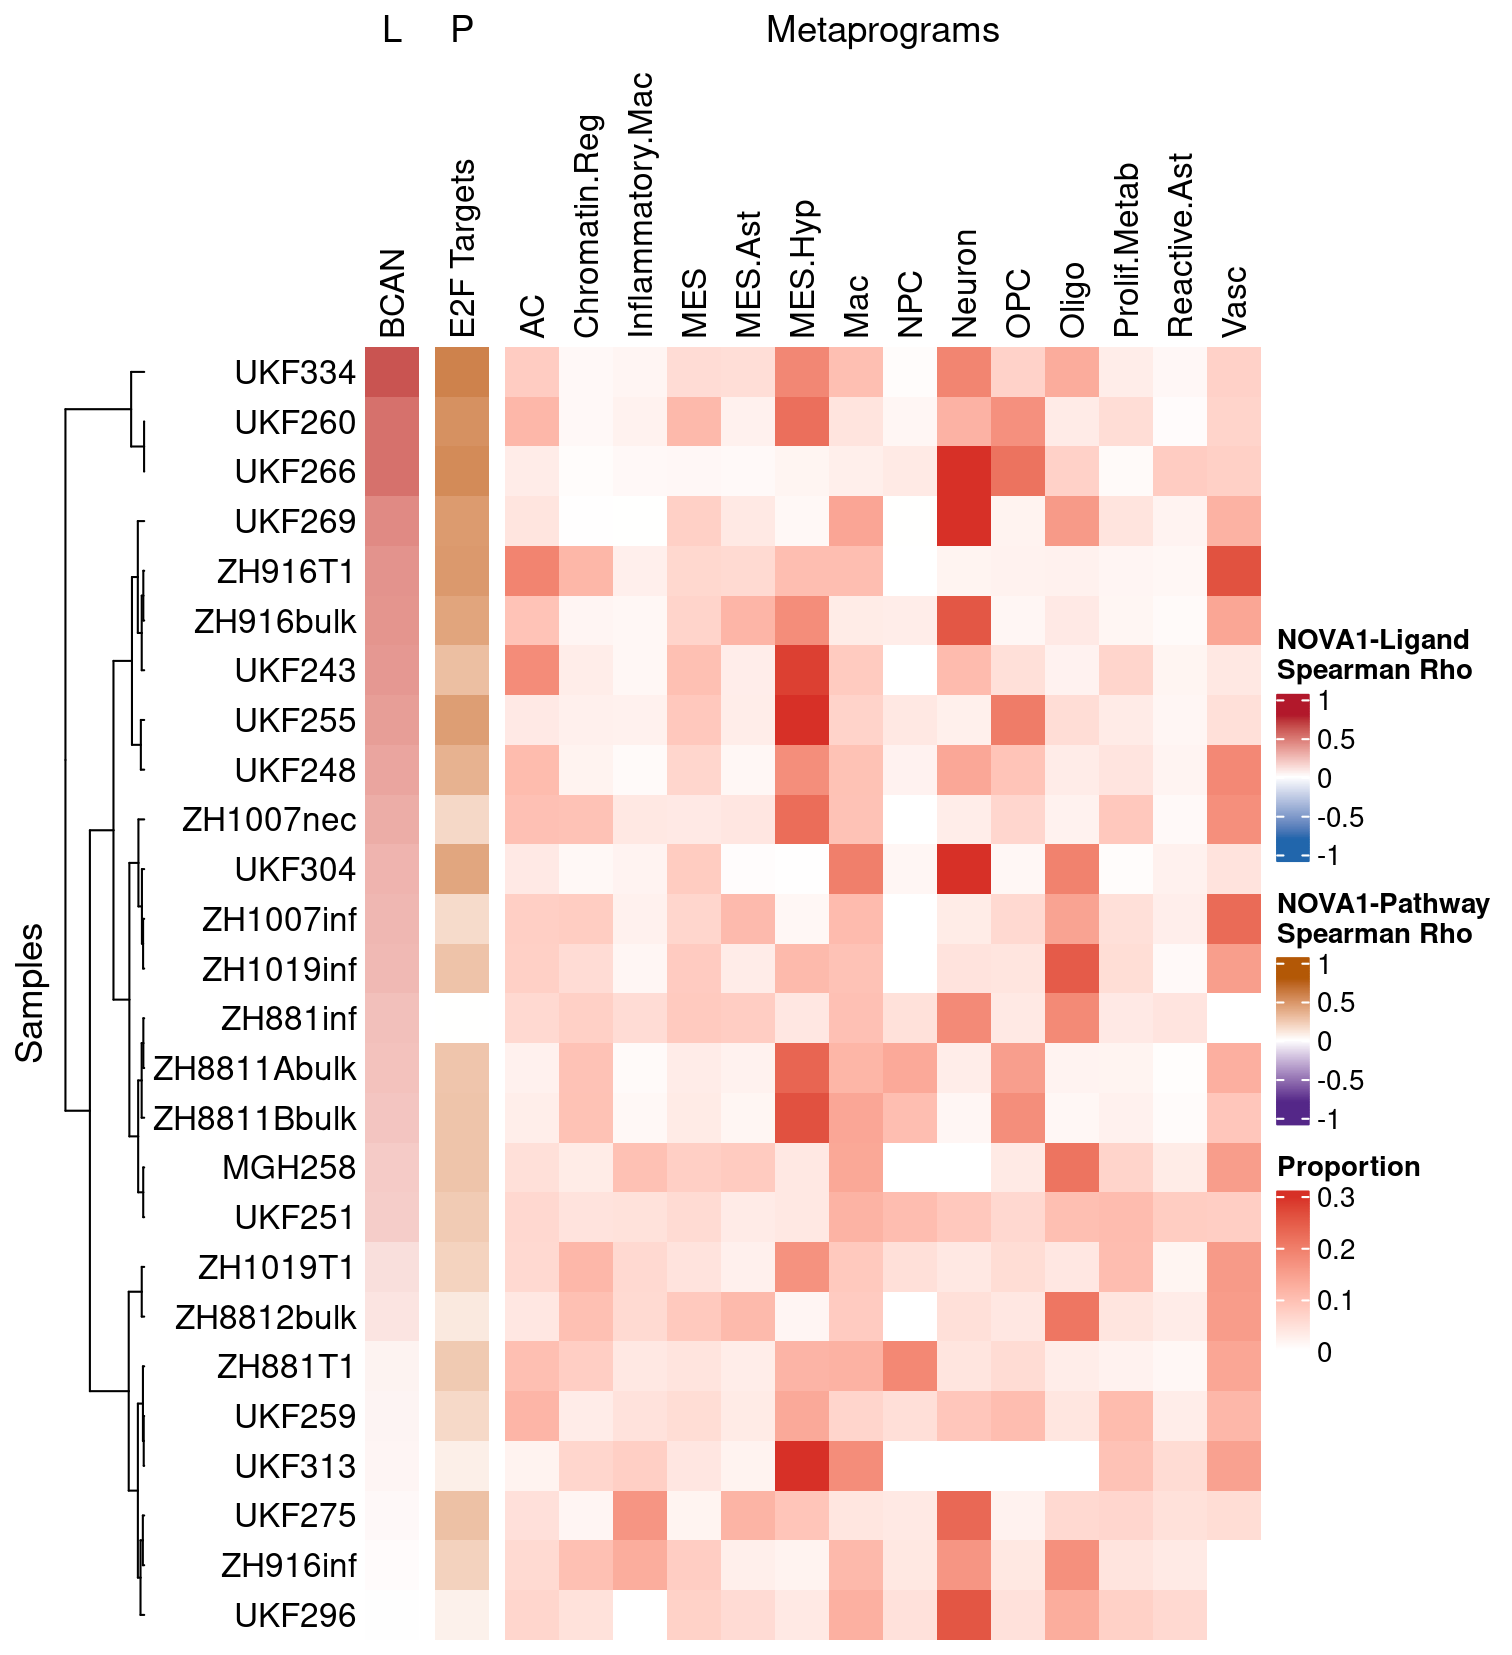 L P Metaprograms
BCAN
E2F Targets
AC
Chromatin.Reg
Inflammatory.Mac
MES
MES.Ast
MES.Hyp
Mac
NPC
Neuron
OPC
Oligo
Prolif.Metab
Reactive.Ast
Vasc
Samples
UKF334
UKF260
UKF266
UKF269
ZH916T1
ZH916bulk
UKF243
UKF255
UKF248
ZH1007nec
UKF304
ZH1007inf
ZH1019inf
ZH881inf
ZH8811Abulk
ZH8811Bbulk
MGH258
UKF251
ZH1019T1
ZH8812bulk
ZH881T1
UKF259
UKF313
UKF275
ZH916inf
UKF296
NOVA1-Ligand
Spearman Rho
1
0.5
0
-0.5
-1
NOVA1-Pathway
Spearman Rho
1
0.5
0
-0.5
-1
Proportion
0.3
0.2
0.1
0